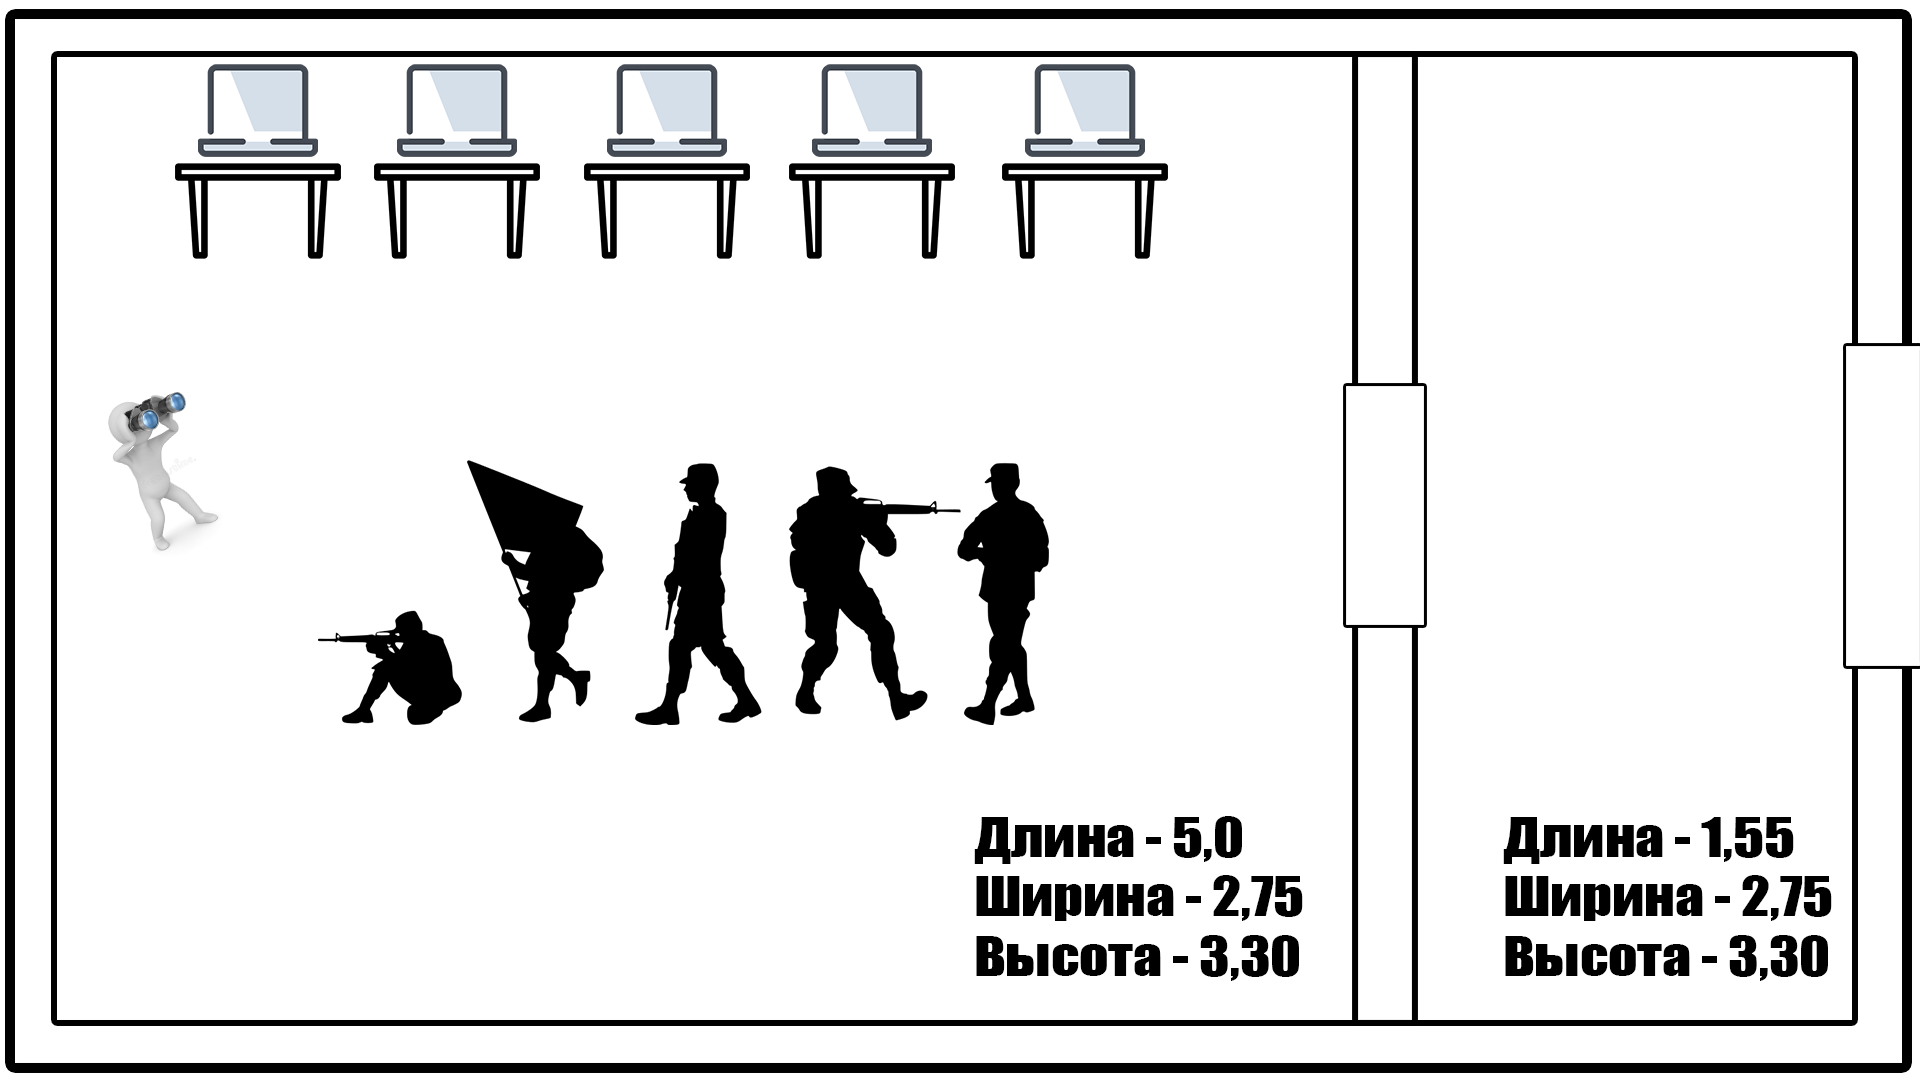 Длина - 5,0
Ширина - 2,75
Высота - 3,30
Длина - 1,55
Ширина - 2,75
Высота - 3,30